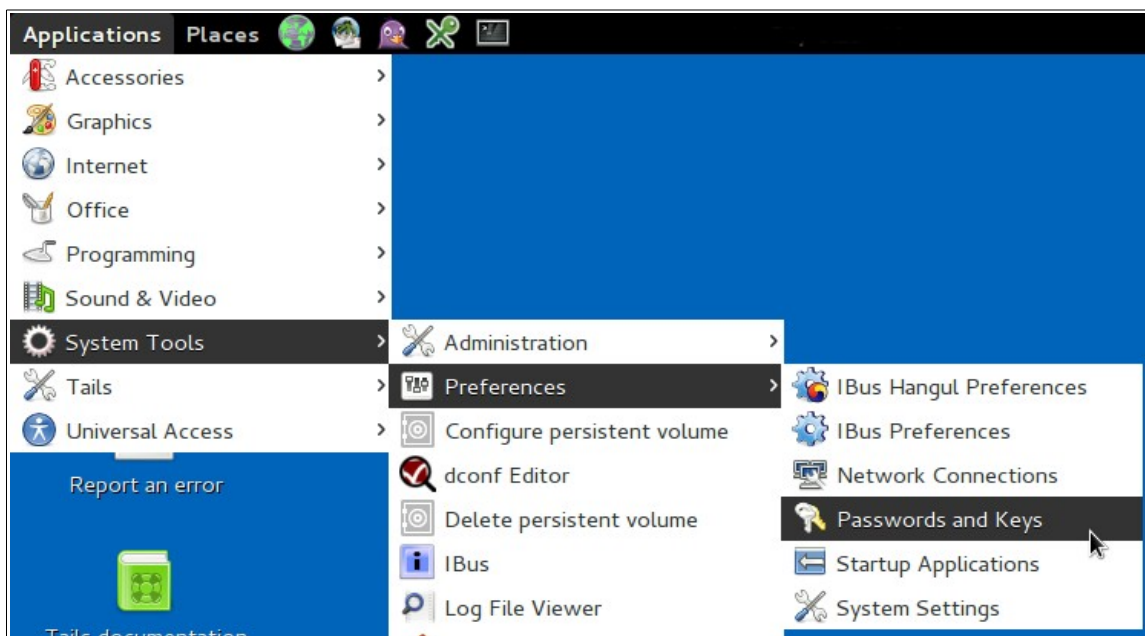 Applications Places
Accessories
Graphics
Internet
Office
Programming
Sound & Video
System Tools
Tails
Universal Access
Report an error
Tails documentation
Administration
Preferences
Configure persistent volume
dconf Editor
Delete persistent volume
IBus
Log File Viewer
IBus Hangul Preferences
IBus Preferences
Network Connections
Passwords and Keys
Startup Applications
System Settings